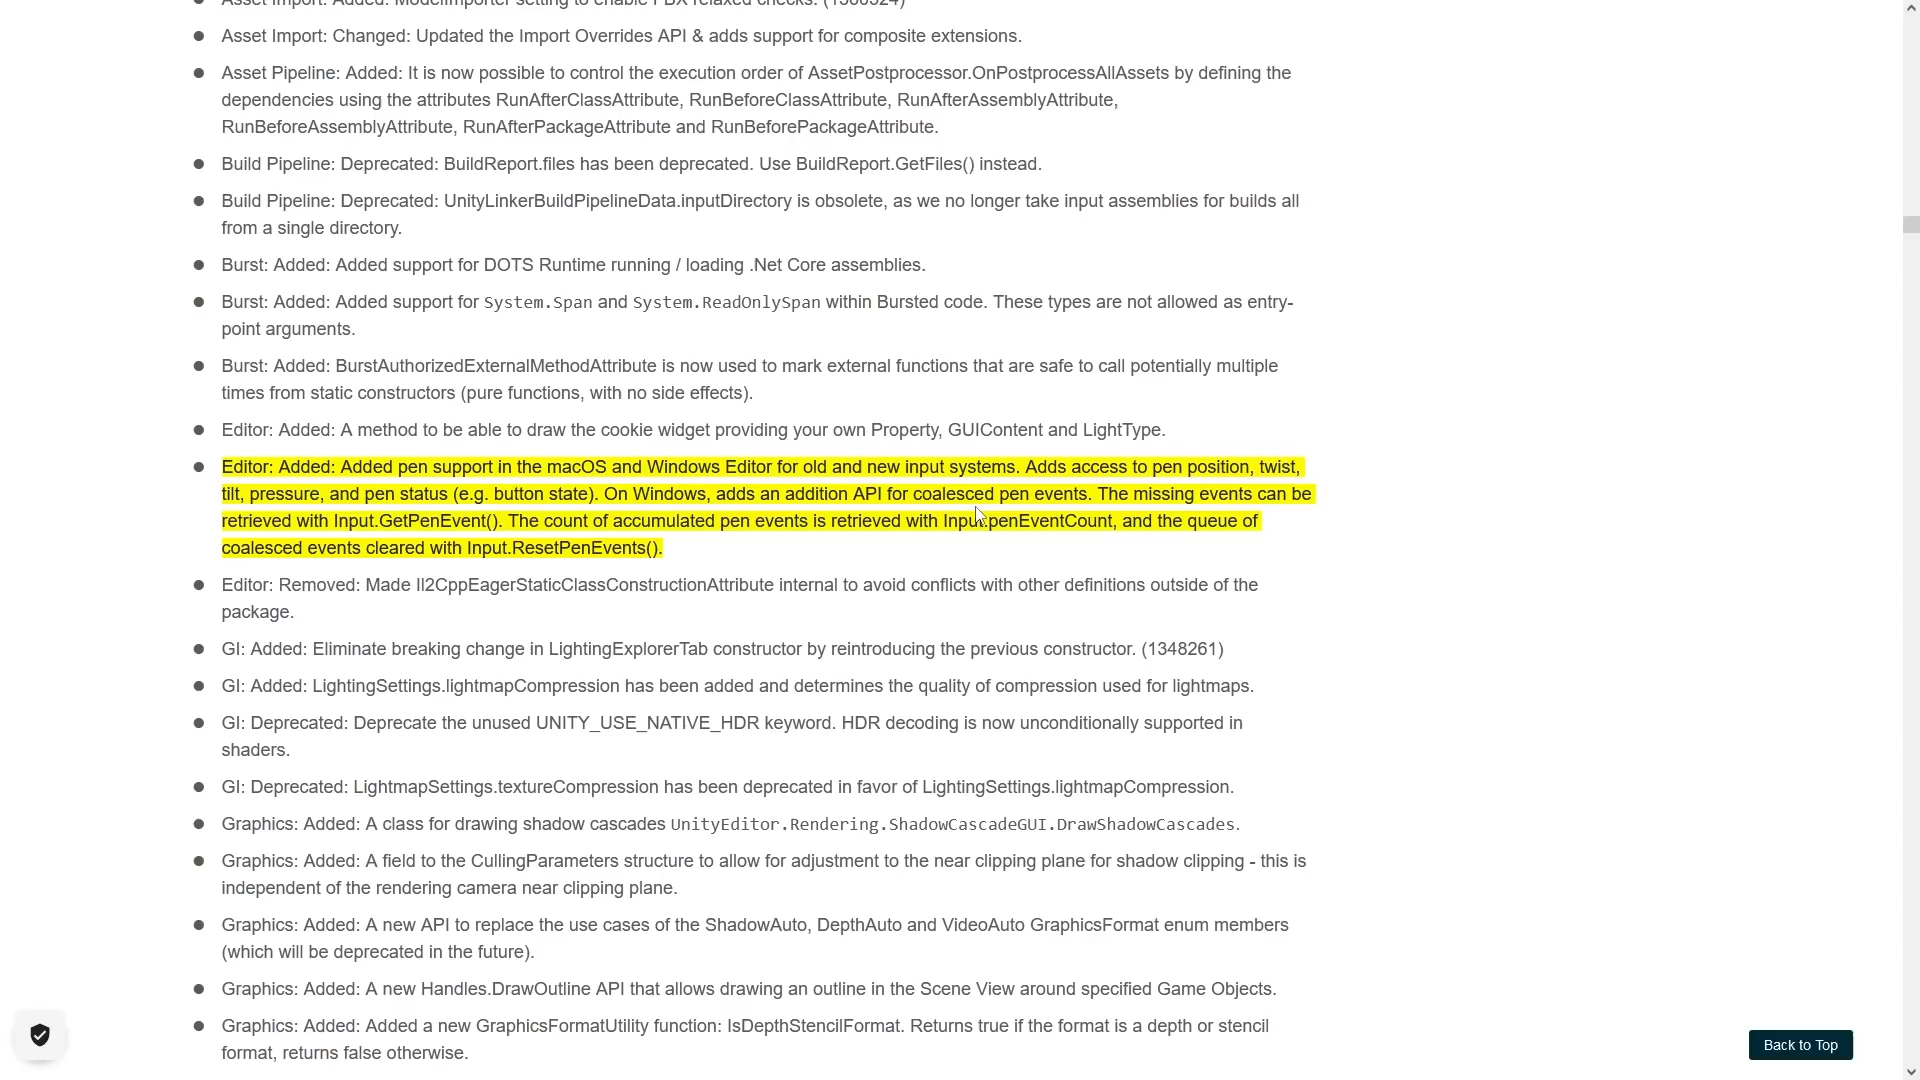 Asset Import: Added: ModelImporter setting to enable FBX relaxed checks. (1360524)
Asset Import: Changed: Updated the Import Overrides API & adds support for composite extensions.
Asset Pipeline: Added: It is now possible to control the execution order of AssetPostprocessor.OnPostprocessAllAssets by defining the
dependencies using the attributes RunAfterClassAttribute, RunBeforeClassAttribute, RunAfterAssemblyAttribute,
RunBeforeAssemblyAttribute, RunAfterPackageAttribute and RunBeforePackageAttribute.
Build Pipeline: Deprecated: BuildReport.files has been deprecated. Use BuildReport.GetFiles() instead.
Build Pipeline: Deprecated: UnityLinkerBuildPipelineData.inputDirectory is obsolete, as we no longer take input assemblies for builds all
from a single directory.
Burst: Added: Added support for DOTS Runtime running / loading .Net Core assemblies.
Burst: Added: Added support for System.Span and System.ReadOnlySpan within Bursted code. These types are not allowed as entry-
point arguments.
Burst: Added: BurstAuthorizedExternalMethodAttribute is now used to mark external functions that are safe to call potentially multiple
times from static constructors (pure functions, with no side effects).
Editor: Added: A method to be able to draw the cookie widget providing your own Property, GUIContent and LightType.
Editor: Added: Added pen support in the macOS and Windows Editor for old and new input systems. Adds access to pen position, twist,
tilt, pressure, and pen status (e.g. button state). On Windows, adds an addition API for coalesced pen events. The missing events can be
retrieved with Input.GetPenEvent(). The count of accumulated pen events is retrieved with Input.penEventCount, and the queue of
coalesced events cleared with Input.ResetPenEvents().
Editor: Removed: Made Il2CppEagerStaticClassConstructionAttribute internal to avoid conflicts with other definitions outside of the
package.
GI: Added: Eliminate breaking change in LightingExplorerTab constructor by reintroducing the previous constructor. (1348261)
GI: Added: LightingSettings.lightmapCompression has been added and determines the quality of compression used for lightmaps.
GI: Deprecated: Deprecate the unused UNITY_USE_NATIVE_HDR keyword. HDR decoding is now unconditionally supported in
shaders.
GI: Deprecated: LightmapSettings.textureCompression has been deprecated in favor of LightingSettings.lightmapCompression.
Graphics: Added: A class for drawing shadow cascades UnityEditor.Rendering.ShadowCascadeGUI.DrawShadowCascades.
Graphics: Added: A field to the CullingParameters structure to allow for adjustment to the near clipping plane for shadow clipping - this is
independent of the rendering camera near clipping plane.
Graphics: Added: A new API to replace the use cases of the ShadowAuto, DepthAuto and VideoAuto GraphicsFormat enum members
(which will be deprecated in the future).
Graphics: Added: A new Handles.DrawOutline API that allows drawing an outline in the Scene View around specified Game Objects.
Graphics: Added: Added a new GraphicsFormatUtility function: IsDepthStencilFormat. Returns true if the format is a depth or stencil
format, returns false otherwise.
Back to Top